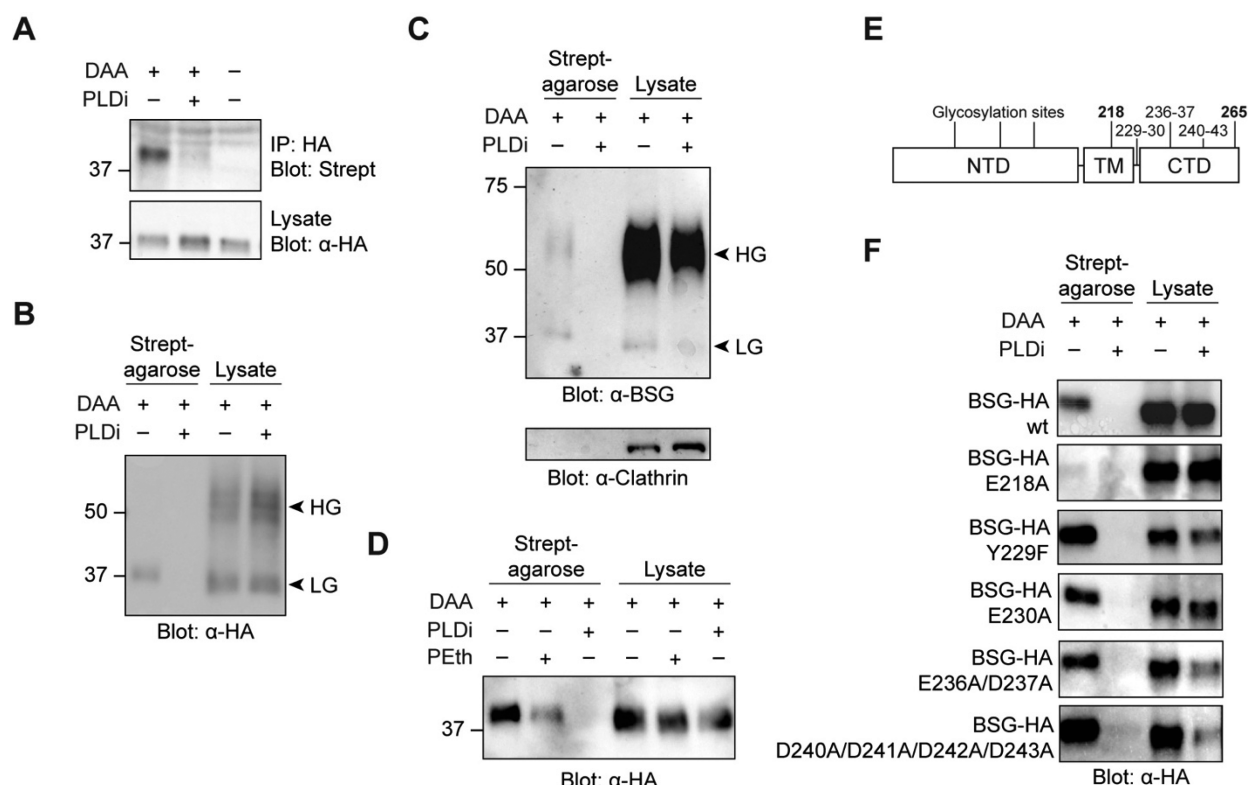 A
DAA + + –
PLDi – + –
IP: HA
Blot: Strept
37
Lysate
Blot: α-HA
37
B
Strept-
agarose Lysate
DAA + + + +
PLDi – + – +
50
37
HG
LG
Blot: α-HA
C
Strept-
agarose Lysate
DAA + + + +
PLDi – + – +
75
50
37
HG
LG
Blot: α-BSG
Blot: α-Clathrin
D
Strept-
agarose Lysate
DAA + + + + + +
PLDi – – + – – +
PEth – + – – + –
37
Blot: α-HA
E
Glycosylation sites 218 236-37 265
229-30 240-43
NTD TM CTD
F
Strept-
agarose Lysate
DAA + + + +
PLDi – + – +
BSG-HA
wt
BSG-HA
E218A
BSG-HA
Y229F
BSG-HA
E230A
BSG-HA
E236A/D237A
BSG-HA
D240A/D241A/D242A/D243A
Blot: α-HA